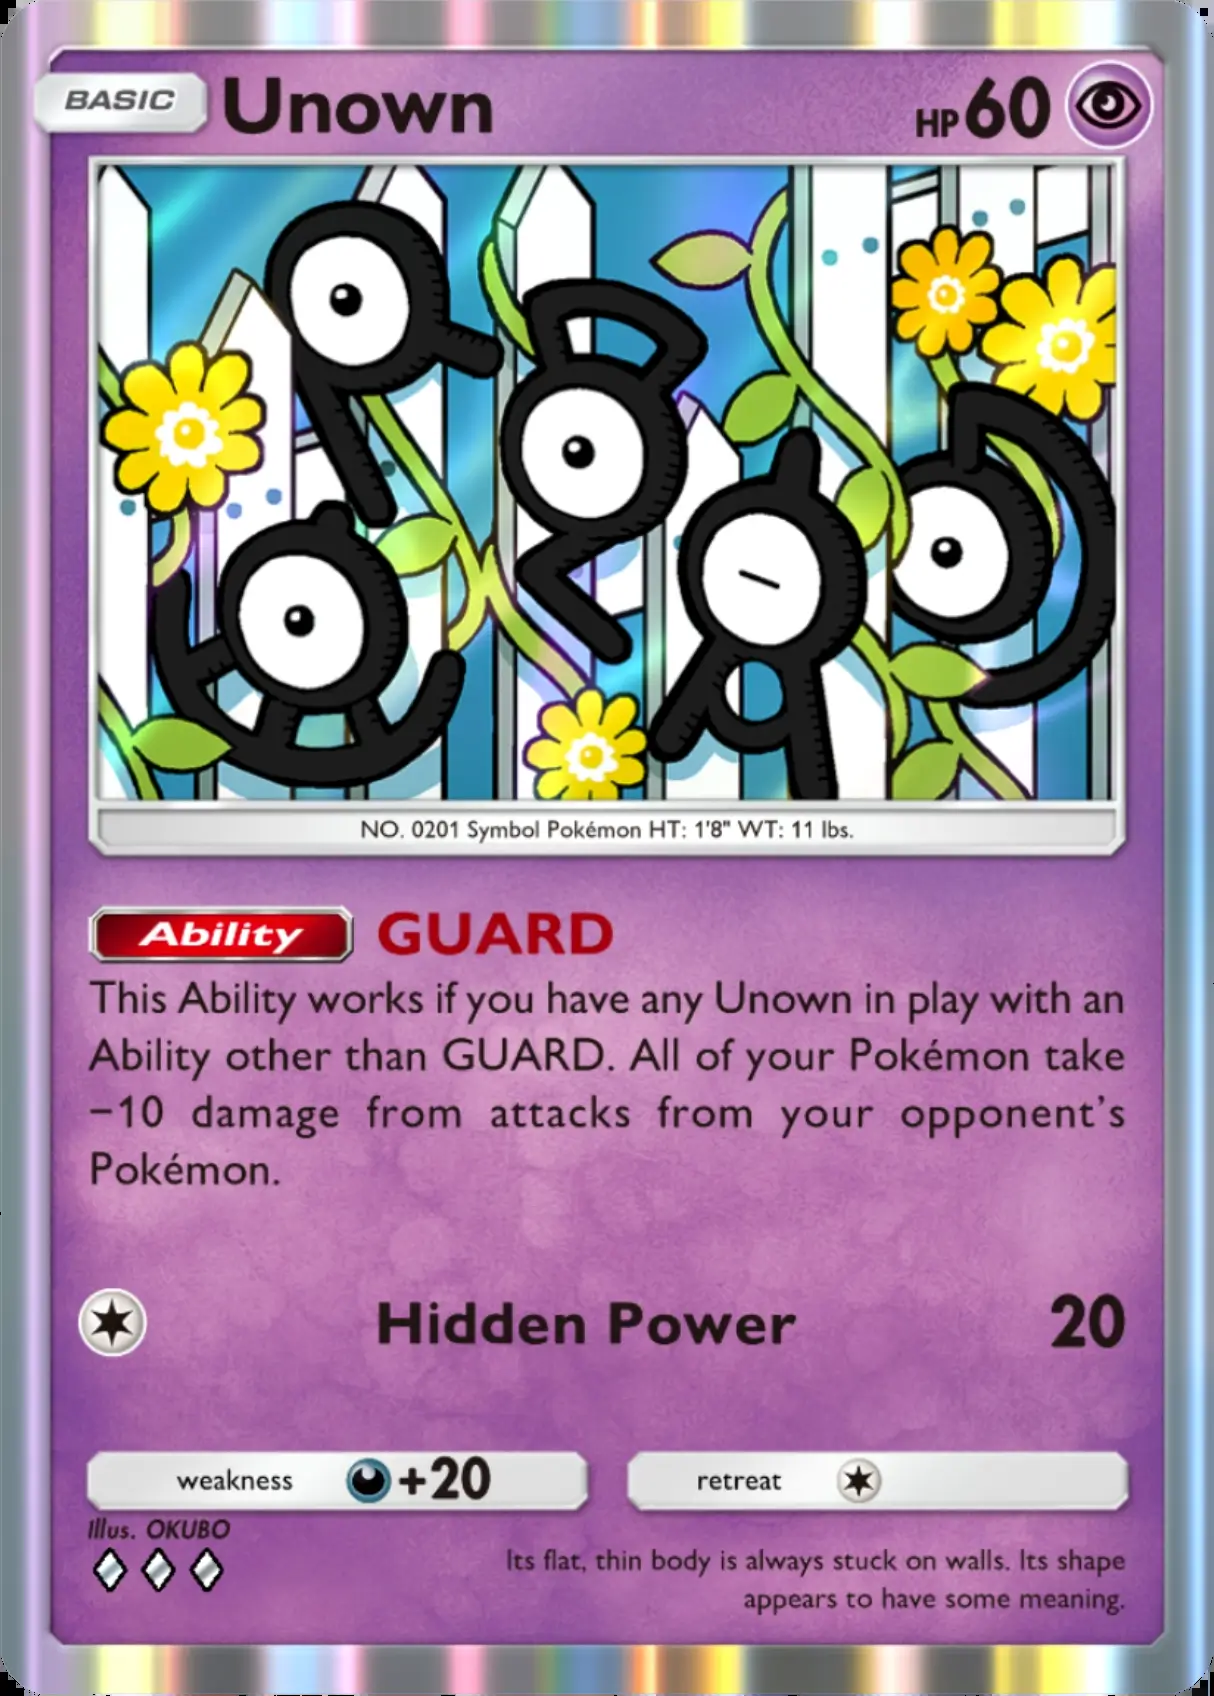 BASIC Unown HP60
NO. 0201 Symbol Pokémon HT: 1'8" WT: 11 lbs.
Ability GUARD
This Ability works if you have any Unown in play with an
Ability other than GUARD. All of your Pokémon take
−10 damage from attacks from your opponent's
Pokémon.
Hidden Power 20
weakness +20 retreat
Illus. OKUBO
Its flat, thin body is always stuck on walls. Its shape
appears to have some meaning.